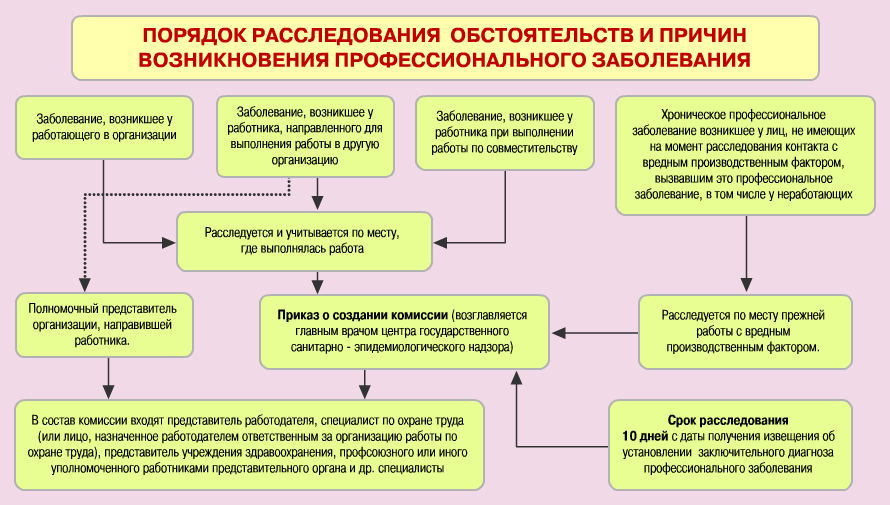 ПОРЯДОК РАССЛЕДОВАНИЯ ОБСТОЯТЕЛЬСТВ И ПРИЧИН
ВОЗНИКНОВЕНИЯ ПРОФЕССИОНАЛЬНОГО ЗАБОЛЕВАНИЯ
Заболевание, возникшее у
работающего в организации
Заболевание, возникшее у
работника, направленного для
выполнения работы в другую
организацию
Заболевание, возникшее у
работника при выполнении
работы по совместительству
Хроническое профессиональное
заболевание возникшее у лиц, не имеющих
на момент расследования контакта с
вредным производственным фактором,
вызвавшим это профессиональное
заболевание, в том числе у неработающих
Расследуется и учитывается по месту,
где выполнялась работа
Полномочный представитель
организации, направившей
работника.
Приказ о создании комиссии (возглавляется
главным врачом центра государственного
санитарно - эпидемиологического надзора)
Расследуется по месту прежней
работы с вредным
производственным фактором.
В состав комиссии входят представитель работодателя, специалист по охране труда
(или лицо, назначенное работодателем ответственным за организацию работы по
охране труда), представитель учреждения здравоохранения, профсоюзного или иного
уполномоченного работниками представительного органа и др. специалисты
Срок расследования
10 дней с даты получения извещения об
установлении заключительного диагноза
профессионального заболевания